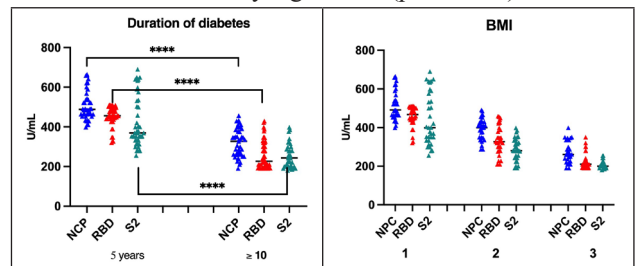 Duration of diabetes
800
600
400
200
0
U/mL
****
****
****
NCP
RBD
S2
NCP
RBD
S2
5 years
≥ 10
BMI
800
600
400
200
0
U/mL
NPC
RBD
S2
NPC
RBD
S2
NPC
RBD
S2
1
2
3